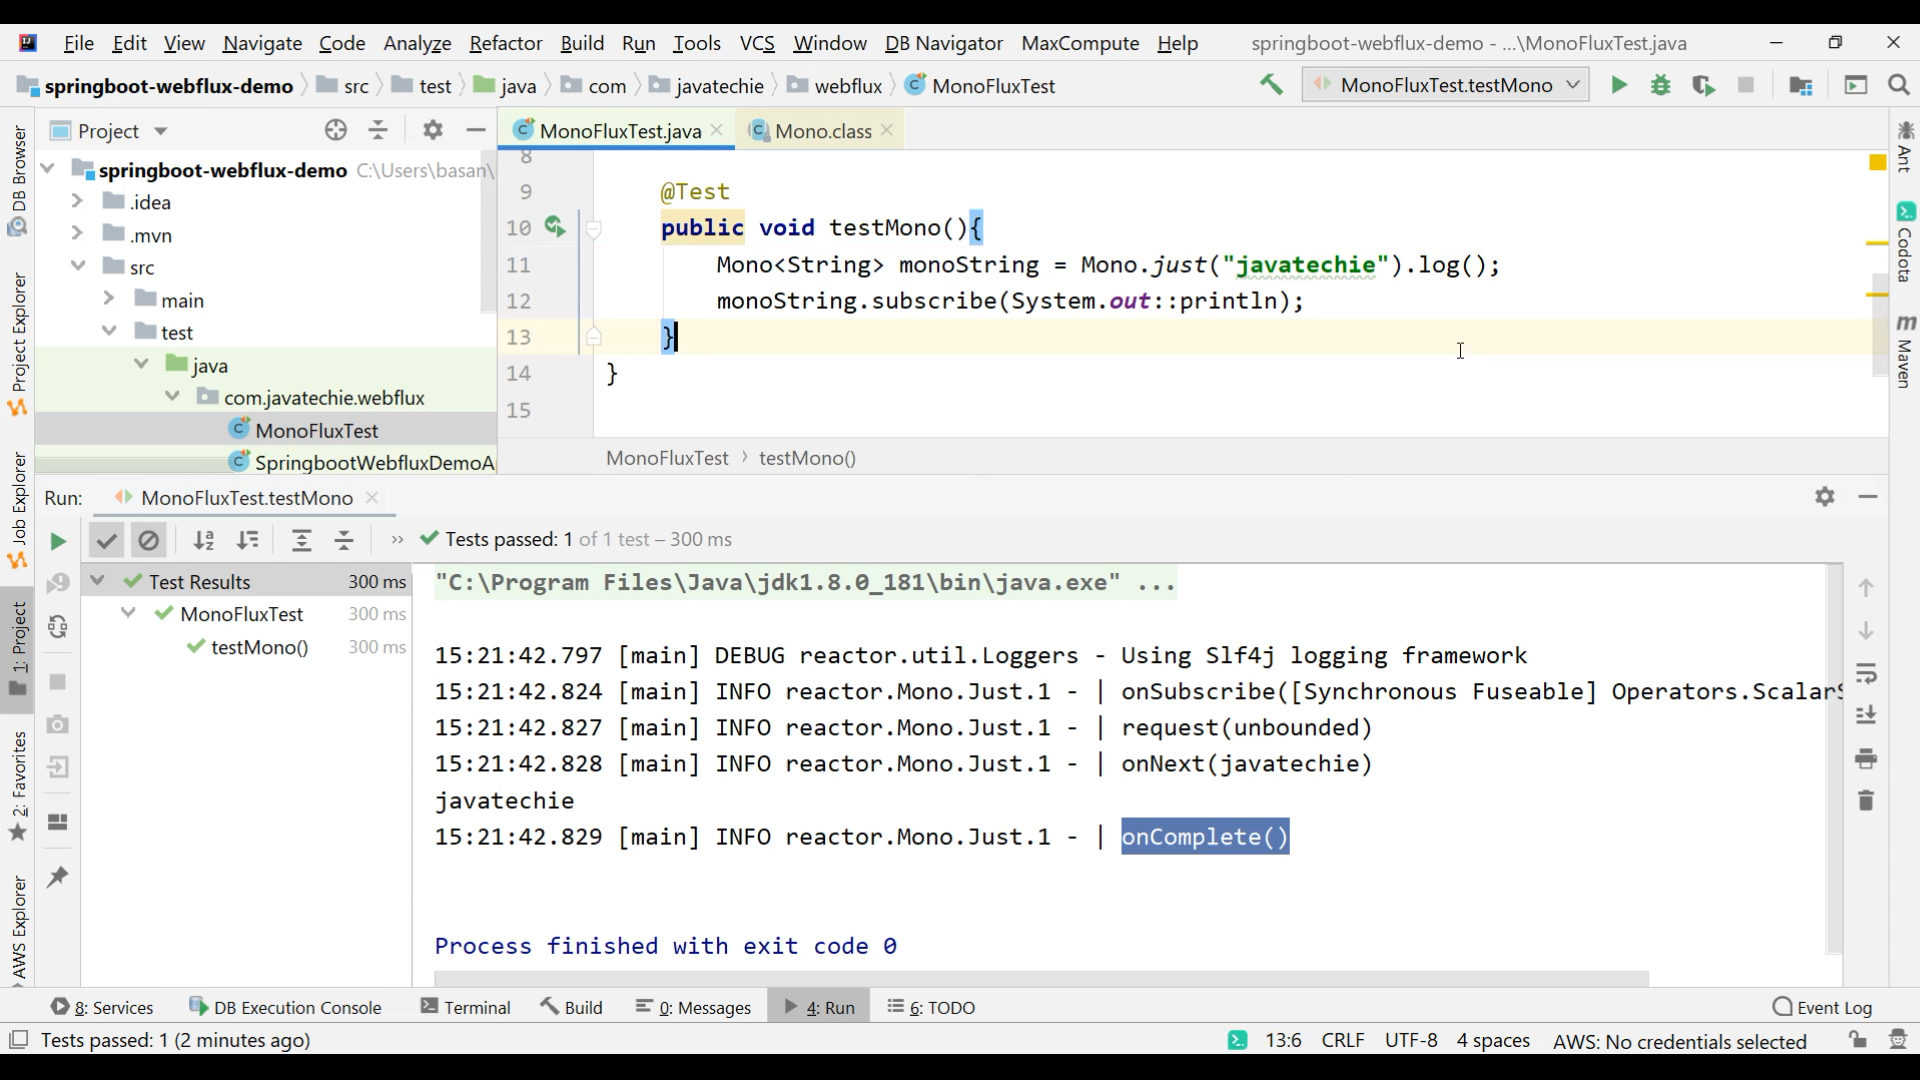 File Edit View Navigate Code Analyze Refactor Build Run Tools VCS Window DB Navigator MaxCompute Help springboot-webflux-demo - ...\MonoFluxTest.java
springboot-webflux-demo src test java com javatechie webflux MonoFluxTest MonoFluxTest.testMono
Project
MonoFluxTest.java Mono.class
springboot-webflux-demo C:\Users\basan\
.idea
.mvn
src
main
test
java
com.javatechie.webflux
MonoFluxTest
SpringbootWebfluxDemoA
8
9 @Test
10 public void testMono(){
11 Mono<String> monoString = Mono.just("javatechie").log();
12 monoString.subscribe(System.out::println);
13 }
14 }
15
MonoFluxTest › testMono()
DB Browser
Project Explorer
Job Explorer
1: Project
2: Favorites
AWS Explorer
Ant
Codota
Maven
Run: MonoFluxTest.testMono
» Tests passed: 1 of 1 test – 300 ms
Test Results 300 ms
MonoFluxTest 300 ms
testMono() 300 ms
"C:\Program Files\Java\jdk1.8.0_181\bin\java.exe" ...
15:21:42.797 [main] DEBUG reactor.util.Loggers - Using Slf4j logging framework
15:21:42.824 [main] INFO reactor.Mono.Just.1 - | onSubscribe([Synchronous Fuseable] Operators.ScalarS
15:21:42.827 [main] INFO reactor.Mono.Just.1 - | request(unbounded)
15:21:42.828 [main] INFO reactor.Mono.Just.1 - | onNext(javatechie)
javatechie
15:21:42.829 [main] INFO reactor.Mono.Just.1 - | onComplete()
Process finished with exit code 0
8: Services DB Execution Console Terminal Build 0: Messages 4: Run 6: TODO Event Log
Tests passed: 1 (2 minutes ago) 13:6 CRLF UTF-8 4 spaces AWS: No credentials selected